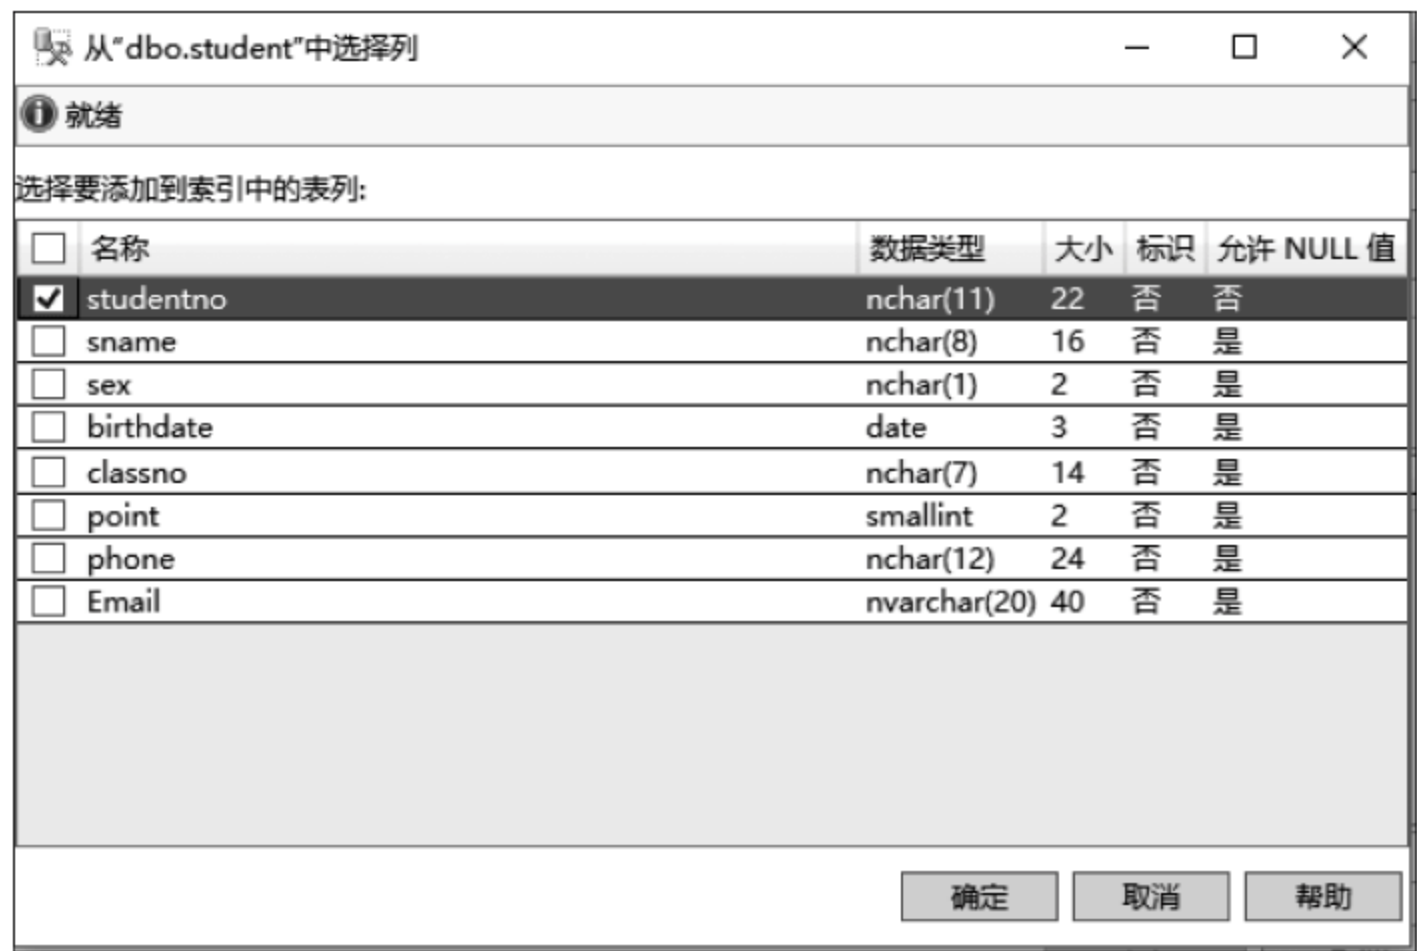 从"dbo.student"中选择列
就绪
选择要添加到索引中的表列:
名称 数据类型 大小 标识 允许 NULL 值
studentno nchar(11) 22 否 否
sname nchar(8) 16 否 是
sex nchar(1) 2 否 是
birthdate date 3 否 是
classno nchar(7) 14 否 是
point smallint 2 否 是
phone nchar(12) 24 否 是
Email nvarchar(20) 40 否 是
确定 取消 帮助